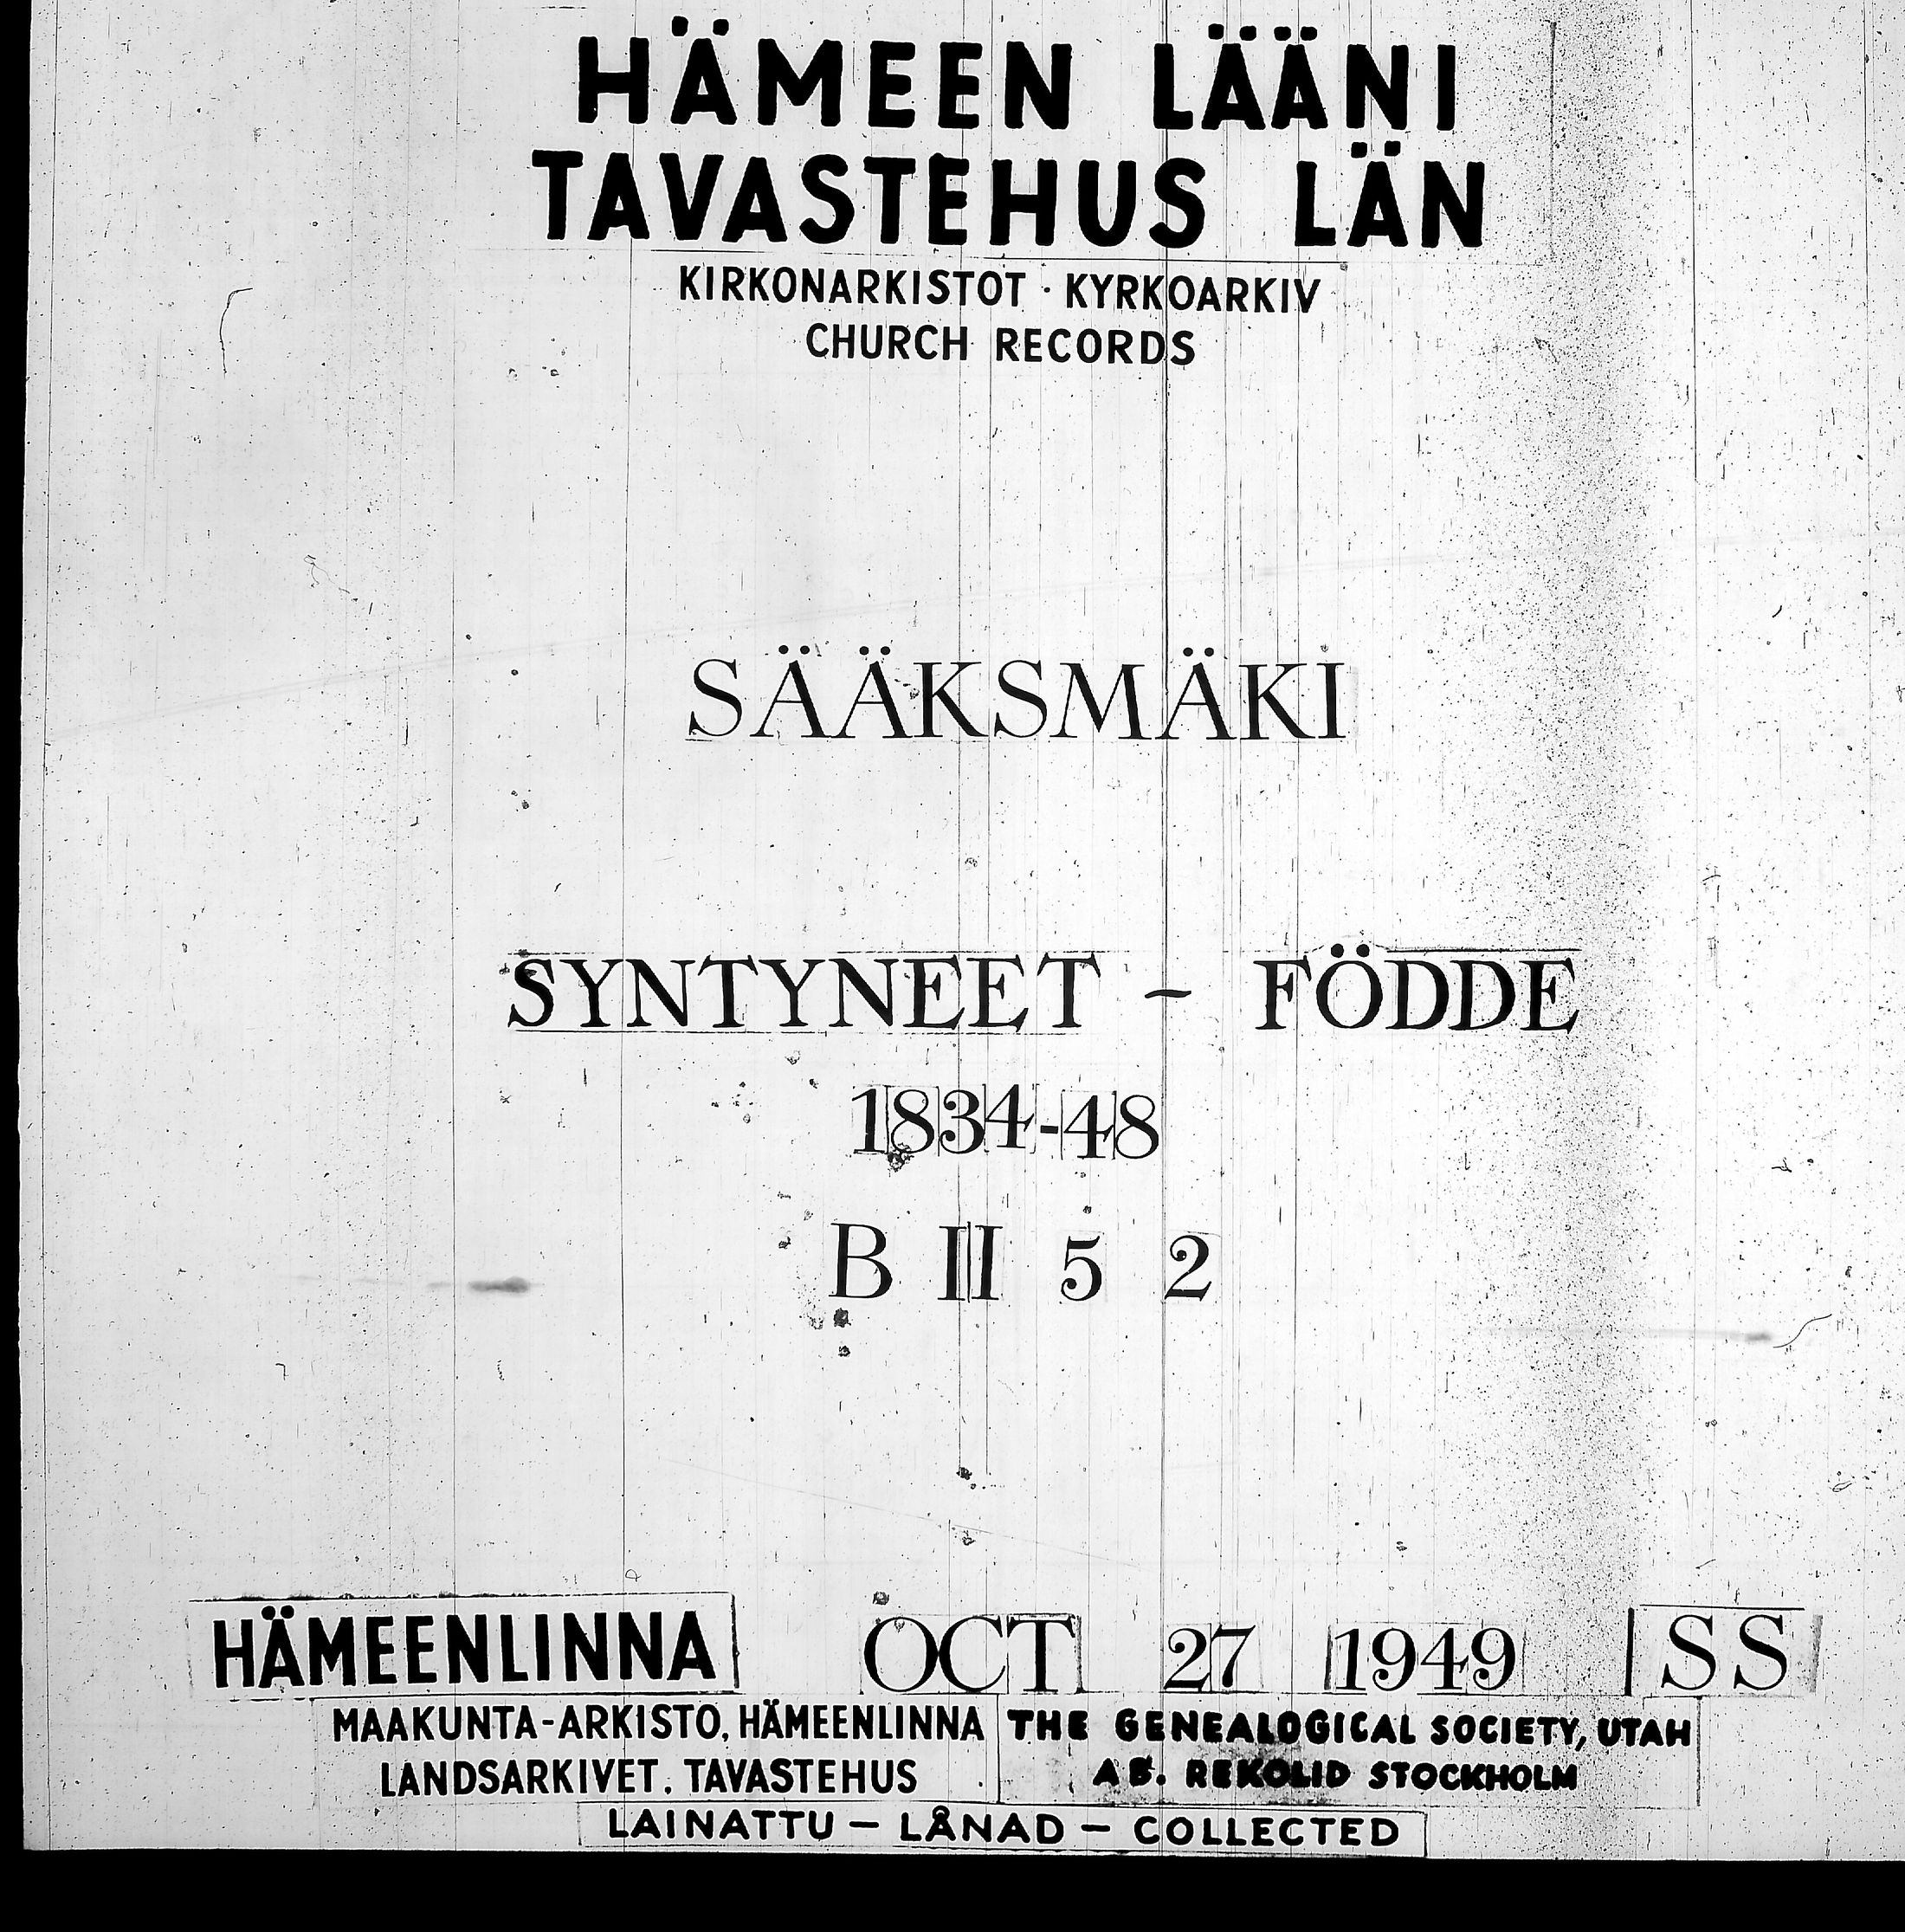 HÄMEEN LÄÄNI
TAVASTEHUS LÄN
KIRKONARKISTOT · KYRKOARKIV
CHURCH RECORDS
SÄÄKSMÄKI
SYNTYNEET – FÖDDE
1834-48
B II 5 2
HÄMEENLINNA OCT 27 1949 SS
MAAKUNTA-ARKISTO, HÄMEENLINNA THE GENEALOGICAL SOCIETY, UTAH
LANDSARKIVET, TAVASTEHUS AB. REKOLID STOCKHOLM
LAINATTU – LÅNAD – COLLECTED